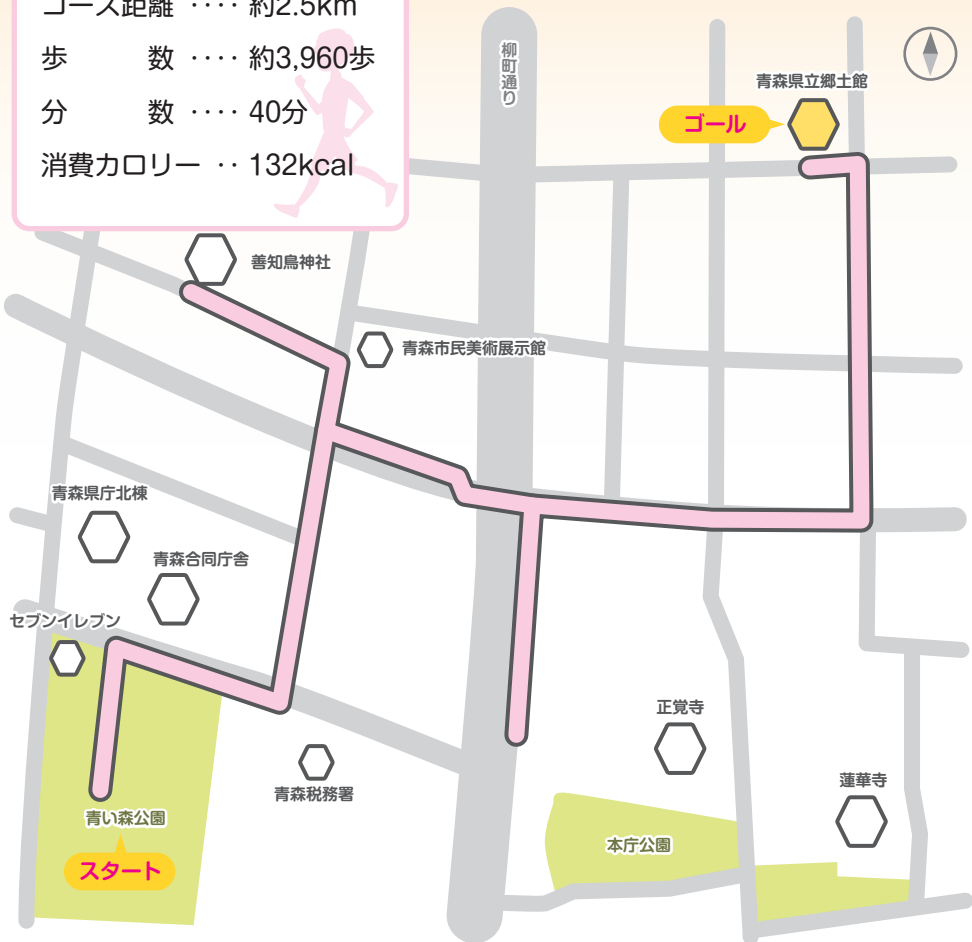 コース距離 ‥‥ 約2.5km
歩　　数 ‥‥ 約3,960歩
分　　数 ‥‥ 40分
消費カロリー ‥ 132kcal
柳町通り
青森県立郷土館
ゴール
善知鳥神社
青森市民美術展示館
青森県庁北棟
青森合同庁舎
セブンイレブン
正覚寺
青森税務署
蓮華寺
青い森公園
本庁公園
スタート